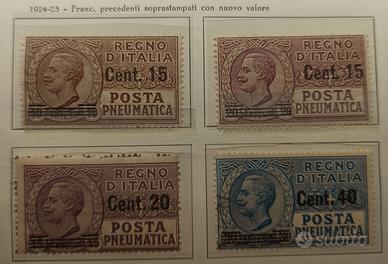 1924-25 - Franc. precedenti soprastampati con nuovo valore
REGNO
D'ITALIA
Cent. 15
POSTA
PNEUMATICA
REGNO
D'ITALIA
Cent. 15
POSTA
PNEUMATICA
REGNO
D'ITALIA
Cent. 20
POSTA
PNEUMATICA
REGNO
D'ITALIA
Cent. 40
POSTA
PNEUMATICA
subito